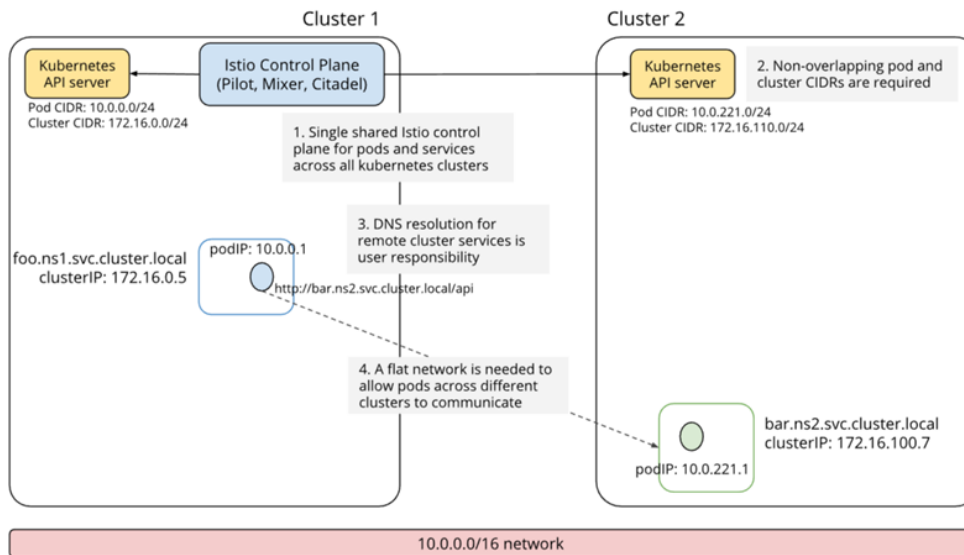 Cluster 1
Cluster 2
Kubernetes
API server
Istio Control Plane
(Pilot, Mixer, Citadel)
Kubernetes
API server
2. Non-overlapping pod and
cluster CIDRs are required
Pod CIDR: 10.0.0.0/24
Cluster CIDR: 172.16.0.0/24
Pod CIDR: 10.0.221.0/24
Cluster CIDR: 172.16.110.0/24
1. Single shared Istio control
plane for pods and services
across all kubernetes clusters
3. DNS resolution for
remote cluster services is
user responsibility
foo.ns1.svc.cluster.local
clusterIP: 172.16.0.5
podIP: 10.0.0.1
http://bar.ns2.svc.cluster.local/api
4. A flat network is needed to
allow pods across different
clusters to communicate
bar.ns2.svc.cluster.local
clusterIP: 172.16.100.7
podIP: 10.0.221.1
10.0.0.0/16 network